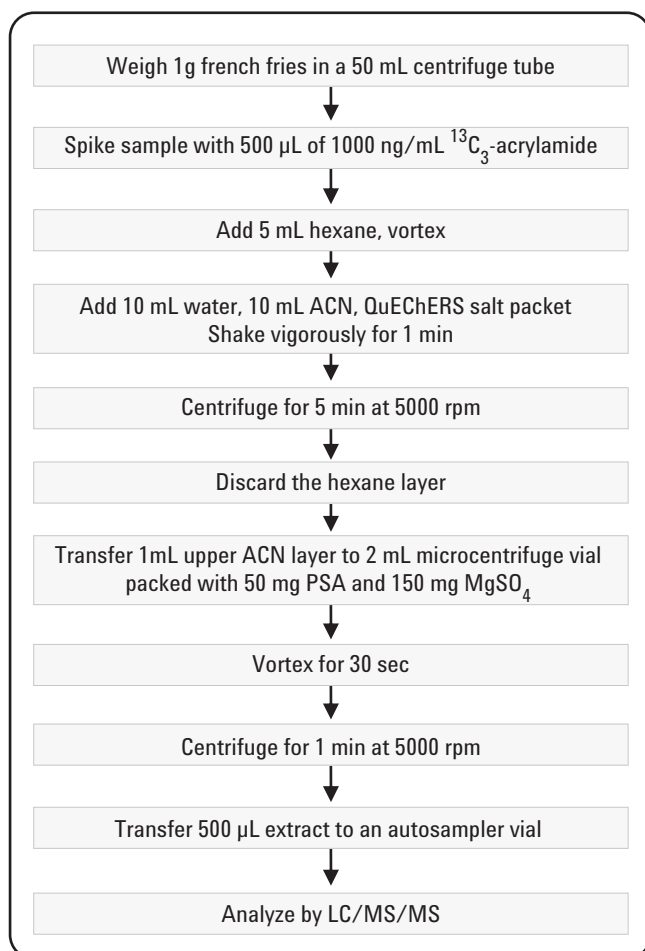 Weigh 1g french fries in a 50 mL centrifuge tube
Spike sample with 500 µL of 1000 ng/mL ¹³C₃-acrylamide
Add 5 mL hexane, vortex
Add 10 mL water, 10 mL ACN, QuEChERS salt packet
Shake vigorously for 1 min
Centrifuge for 5 min at 5000 rpm
Discard the hexane layer
Transfer 1mL upper ACN layer to 2 mL microcentrifuge vial
packed with 50 mg PSA and 150 mg MgSO₄
Vortex for 30 sec
Centrifuge for 1 min at 5000 rpm
Transfer 500 µL extract to an autosampler vial
Analyze by LC/MS/MS